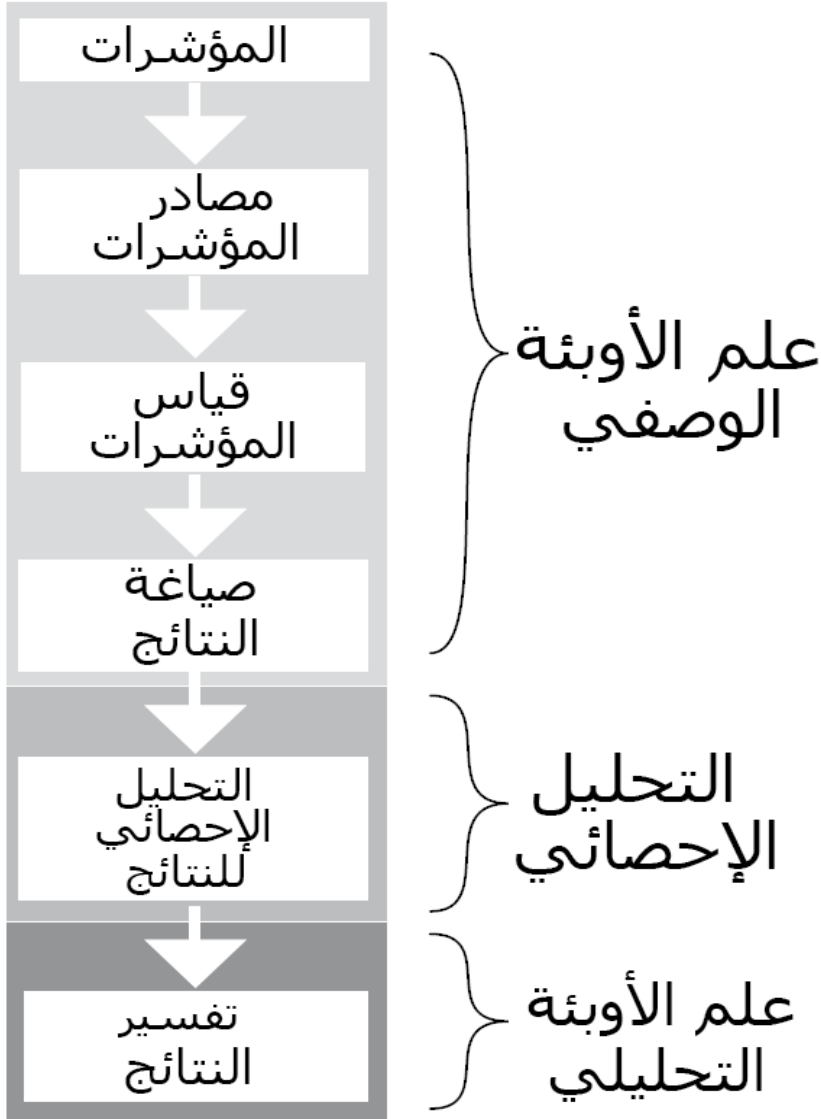 المؤشرات
مصادر
المؤشرات
قياس
المؤشرات
صياغة
النتائج
علم الأوبئة
الوصفي
التحليل
الإحصائي
للنتائج
التحليل
الإحصائي
تفسير
النتائج
علم الأوبئة
التحليلي